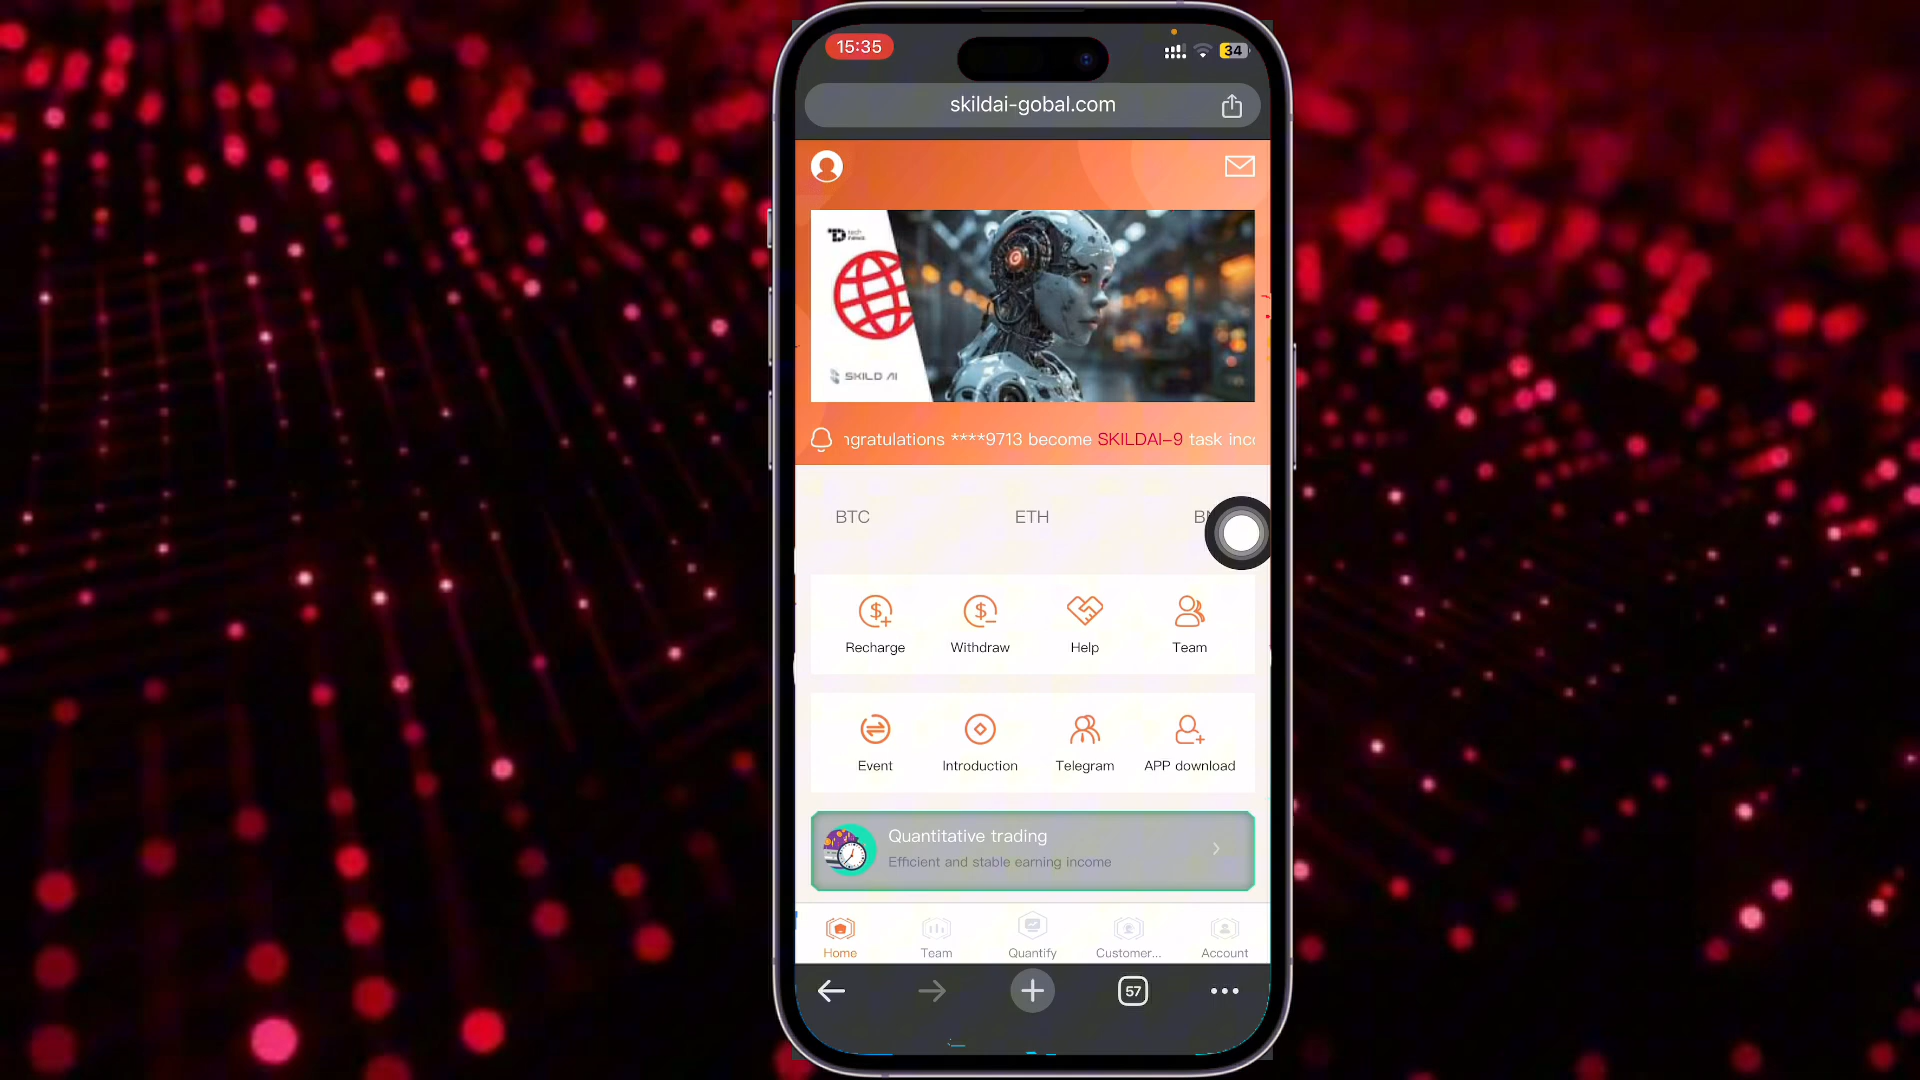 15:35
34
skildai-gobal.com
SKILD AI
ngratulations ****9713 become SKILDAI-9 task inc
BTC
ETH
Recharge
Withdraw
Help
Team
Event
Introduction
Telegram
APP download
Quantitative trading
Efficient and stable earning income
Home
Team
Quantify
Customer...
Account
57